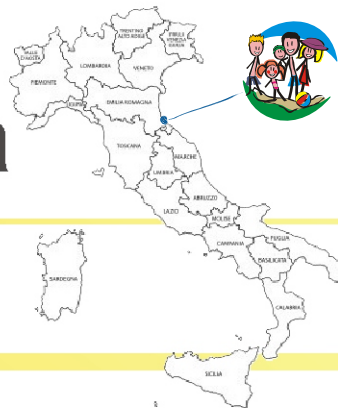 TRENTINO
ALTO ADIGE
FRIULI
VENEZIA
GIULIA
VALLE
D'AOSTA
LOMBARDIA
VENETO
PIEMONTE
LIGURIA
EMILIA-ROMAGNA
TOSCANA
MARCHE
UMBRIA
ABRUZZO
LAZIO
MOLISE
CAMPANIA
PUGLIA
BASILICATA
SARDEGNA
CALABRIA
SICILIA